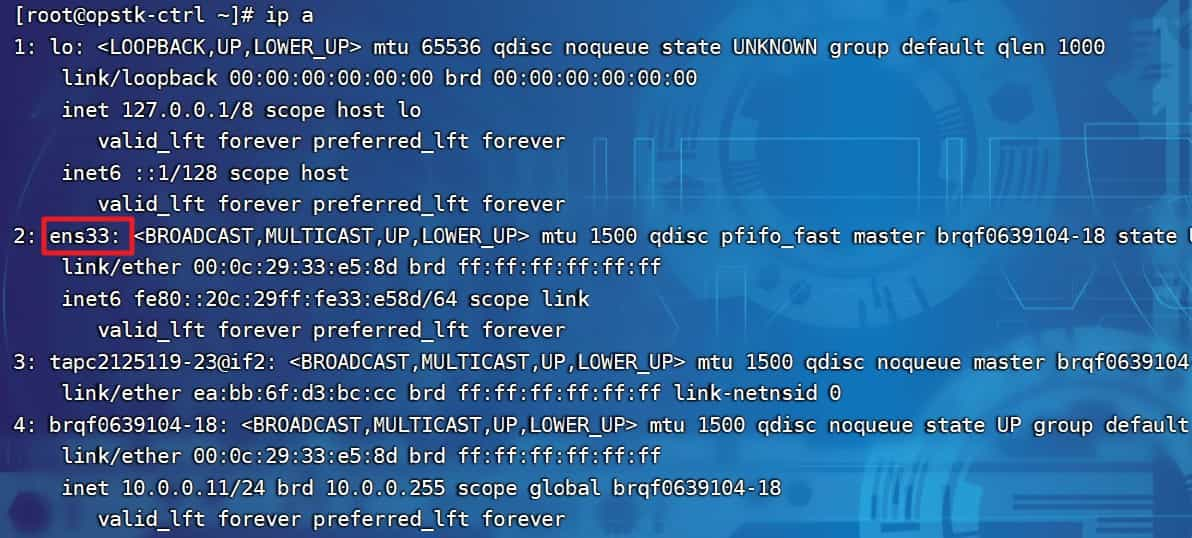 [root@opstk-ctrl ~]# ip a
1: lo: <LOOPBACK,UP,LOWER_UP> mtu 65536 qdisc noqueue state UNKNOWN group default qlen 1000
link/loopback 00:00:00:00:00:00 brd 00:00:00:00:00:00
inet 127.0.0.1/8 scope host lo
valid_lft forever preferred_lft forever
inet6 ::1/128 scope host
valid_lft forever preferred_lft forever
2: ens33: <BROADCAST,MULTICAST,UP,LOWER_UP> mtu 1500 qdisc pfifo_fast master brqf0639104-18 state
link/ether 00:0c:29:33:e5:8d brd ff:ff:ff:ff:ff:ff
inet6 fe80::20c:29ff:fe33:e58d/64 scope link
valid_lft forever preferred_lft forever
3: tapc2125119-23@if2: <BROADCAST,MULTICAST,UP,LOWER_UP> mtu 1500 qdisc noqueue master brqf0639104
link/ether ea:bb:6f:d3:bc:cc brd ff:ff:ff:ff:ff:ff link-netnsid 0
4: brqf0639104-18: <BROADCAST,MULTICAST,UP,LOWER_UP> mtu 1500 qdisc noqueue state UP group default
link/ether 00:0c:29:33:e5:8d brd ff:ff:ff:ff:ff:ff
inet 10.0.0.11/24 brd 10.0.0.255 scope global brqf0639104-18
valid_lft forever preferred_lft forever